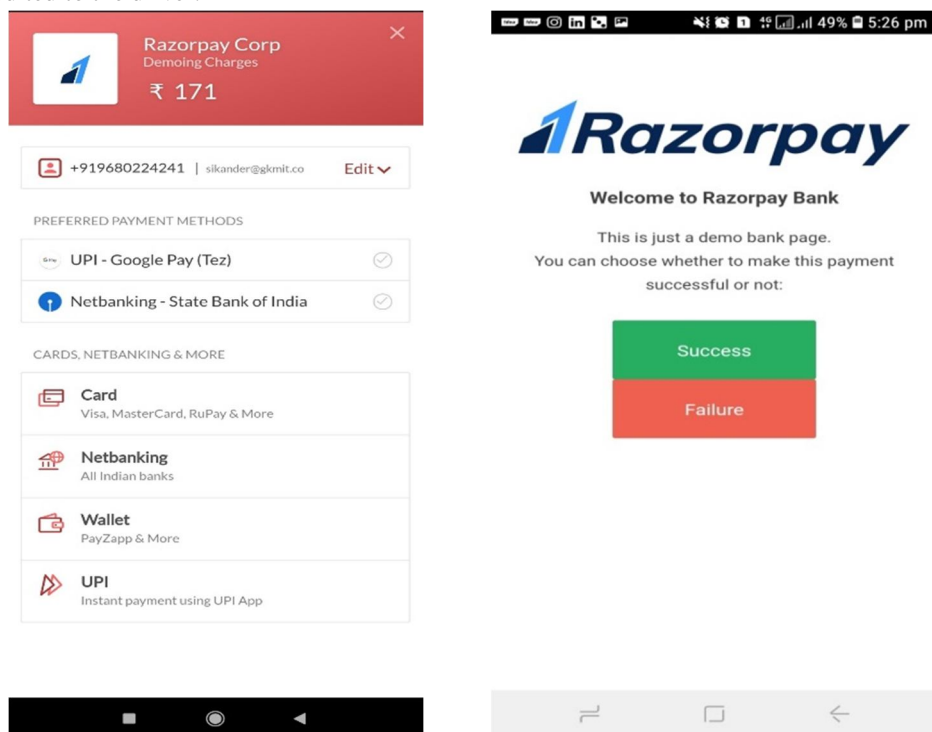 Razorpay Corp
Demoing Charges
₹ 171
+919680224241 | sikander@gkmit.co Edit
PREFERRED PAYMENT METHODS
UPI - Google Pay (Tez)
Netbanking - State Bank of India
CARDS, NETBANKING & MORE
Card
Visa, MasterCard, RuPay & More
Netbanking
All Indian banks
Wallet
PayZapp & More
UPI
Instant payment using UPI App
49% 5:26 pm
Razorpay
Welcome to Razorpay Bank
This is just a demo bank page.
You can choose whether to make this payment
successful or not:
Success
Failure